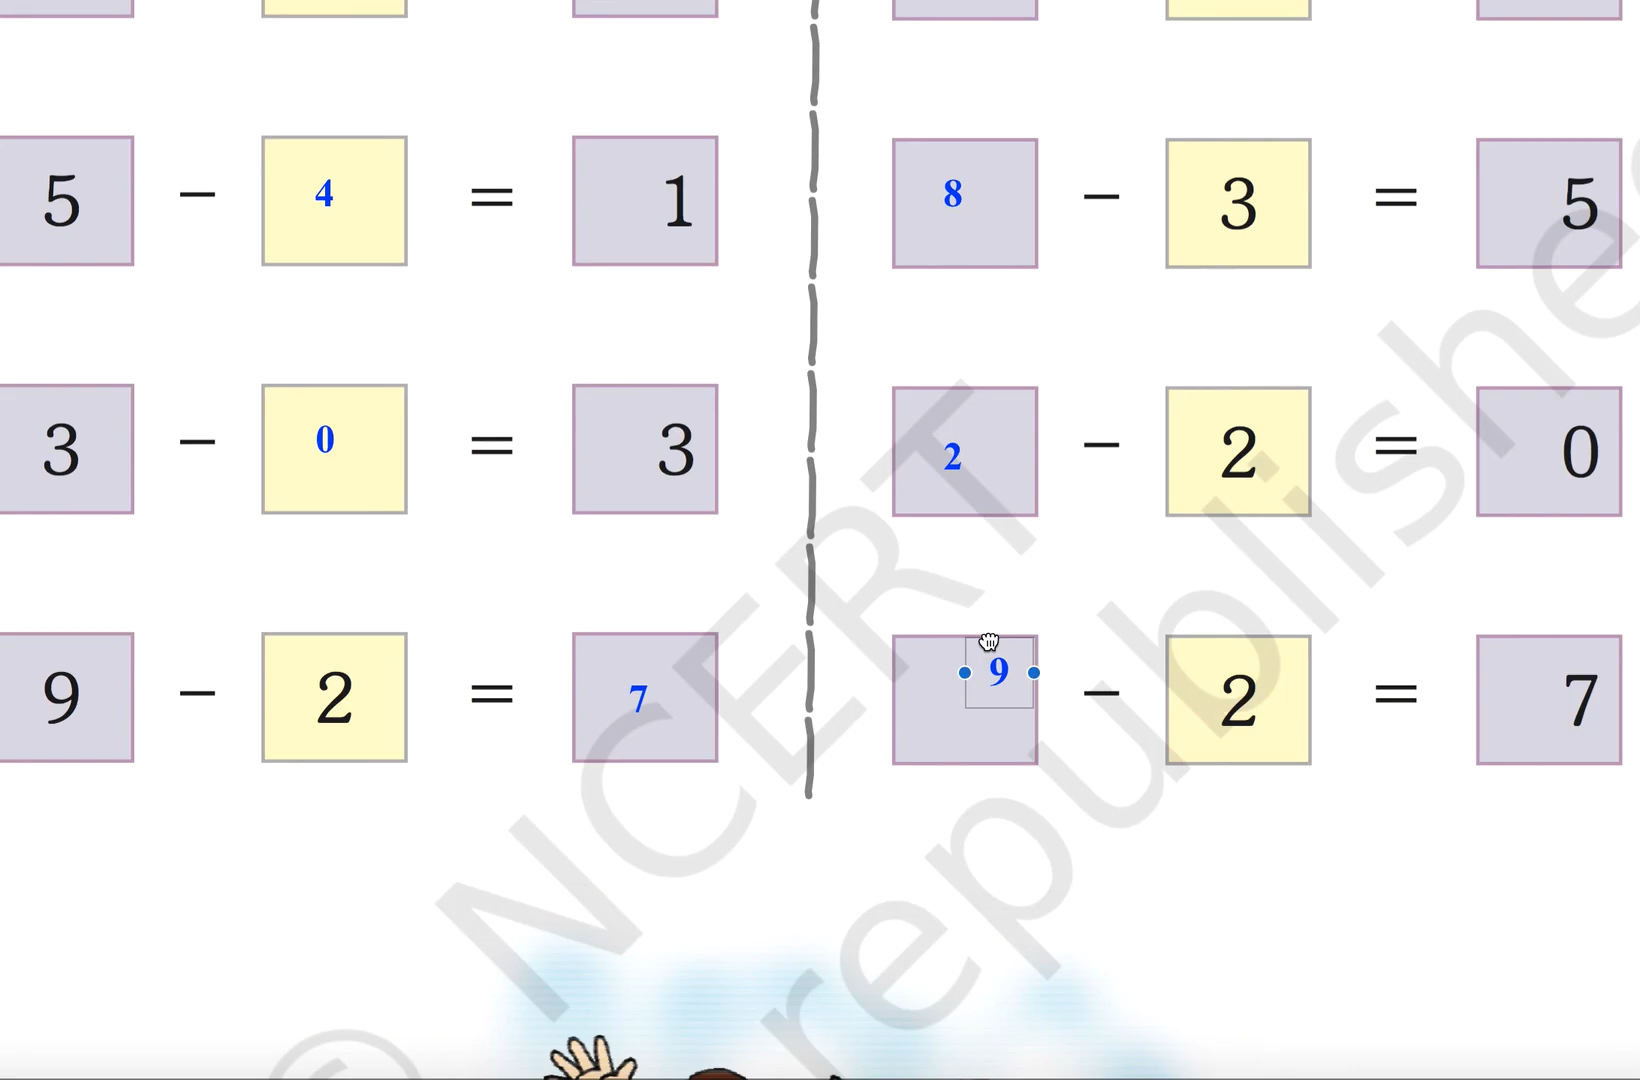 5 – 4 = 1
8 – 3 = 5
3 – 0 = 3
2 – 2 = 0
9 – 2 = 7
9 – 2 = 7
© NCERT
republishe